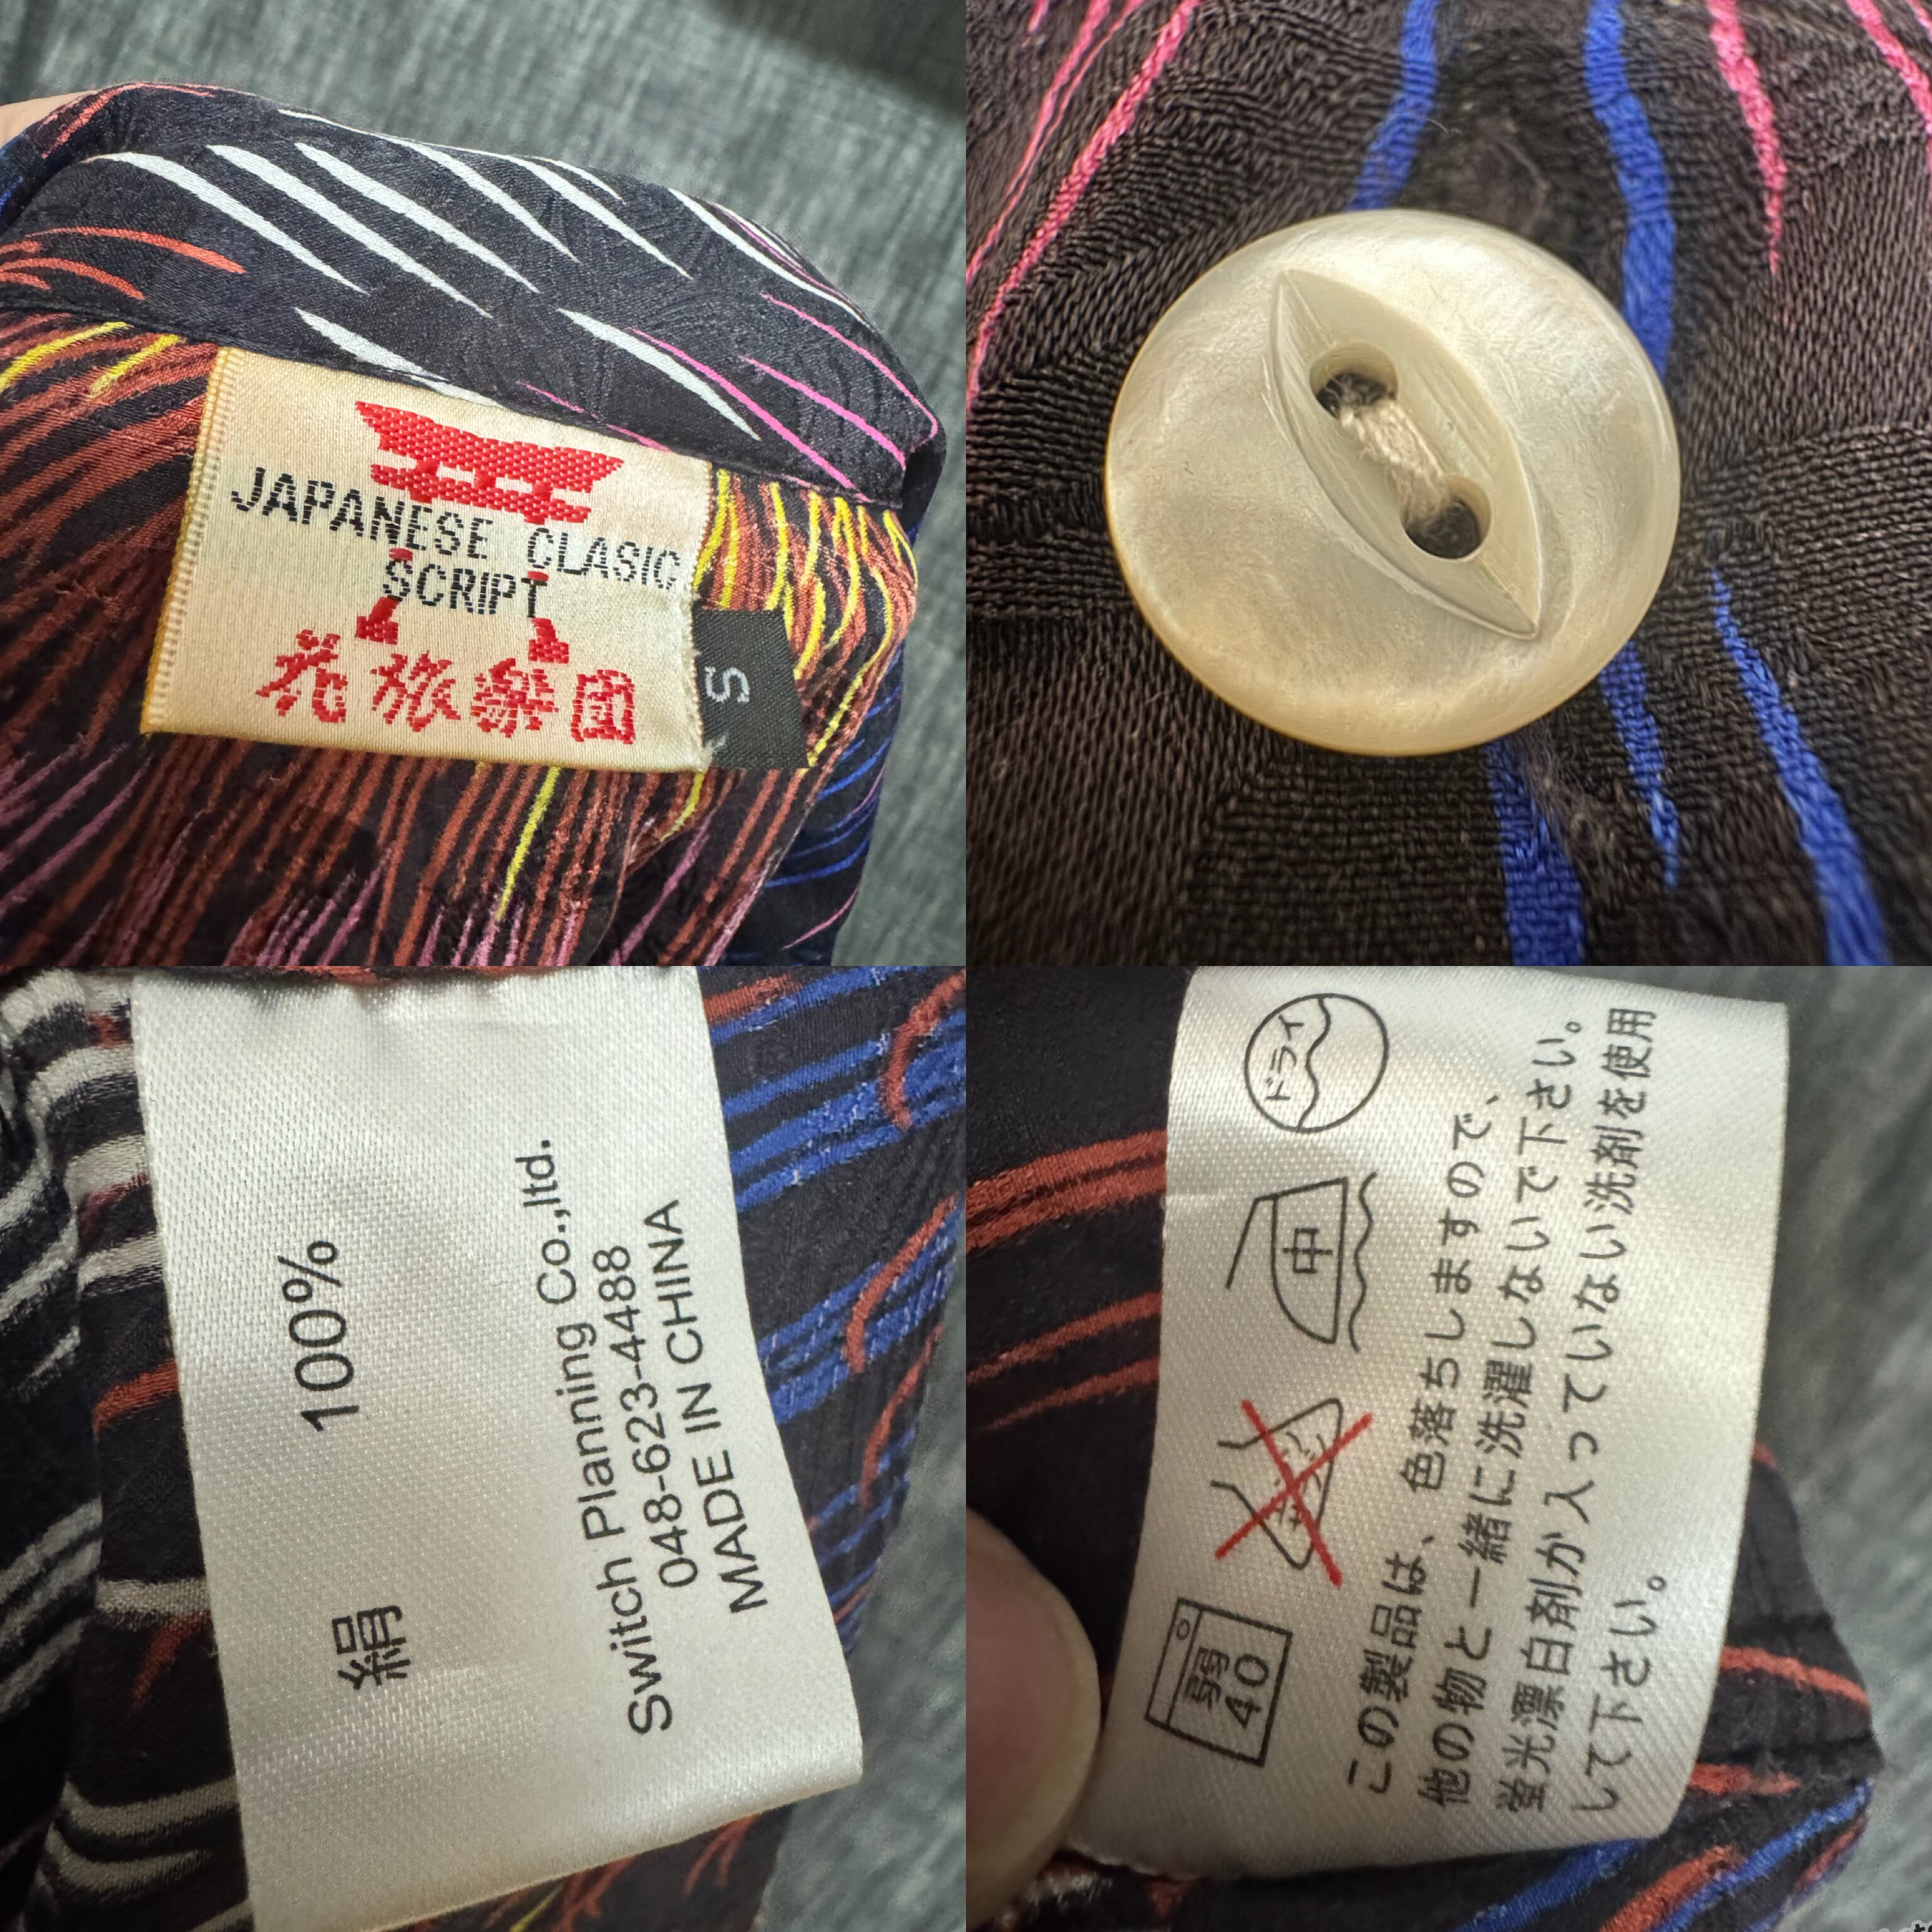 JAPANESE CLASIC
SCRIPT
花旅楽団
S
絹 100%
Switch Planning Co.,ltd.
048-623-4488
MADE IN CHINA
弱
40
中
ドライ
この製品は、色落ちしますので、
他の物と一緒に洗濯しないで下さい。
蛍光漂白剤か入っていない洗剤を使用
して下さい。